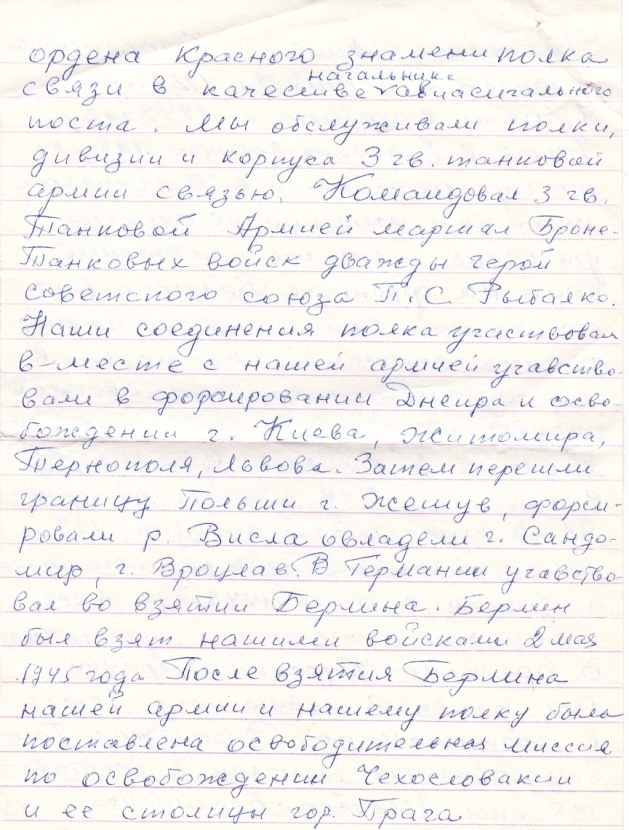 ордена Красного знамени полка
связи в качестве начальника авиасигнального
поста. Мы обслуживали полки,
дивизии и корпуса 3 гв. танковой
армии связью. Командовал 3 гв.
Танковой Армией маршал Броне-
Танковых войск дважды герой
советского союза П.С. Рыбалко.
Наши соединения полка участвовал
в-месте с нашей армией учавство-
вали в форсировании Днепра и осво-
бождении г. Киева, Житомира,
Тернополя, Львова. Затем перешли
границу Польши г. Жешув, форси-
ровали р. Висла овладели г. Сандо-
мир, г. Вроцлав. В Германии учавство-
вал во взятии Берлина. Берлин
был взят нашими войсками 2 мая
1945 года После взятия Берлина
нашей армии и нашему полку была
поставлена освободительная миссия
по освобождении Чехословакии
и ее столицы гор. Прага